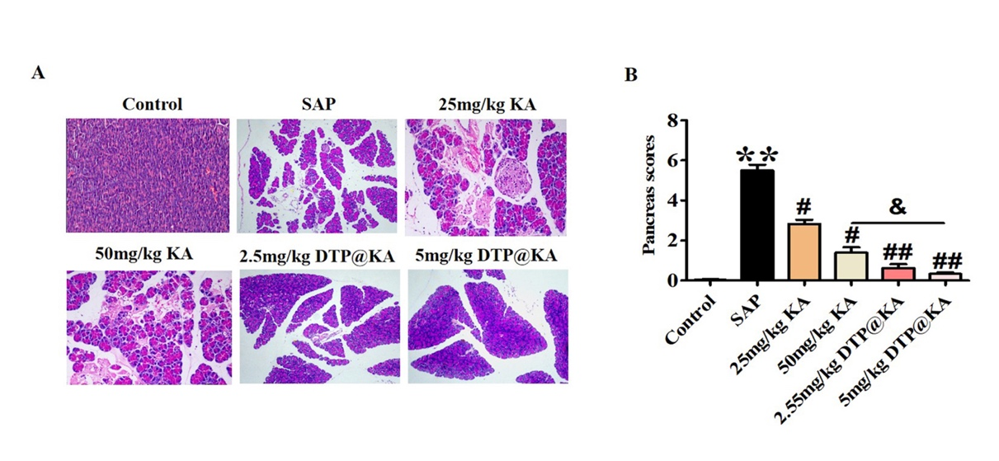 A
Control
SAP
25mg/kg KA
50mg/kg KA
2.5mg/kg DTP@KA
5mg/kg DTP@KA
B
Pancreas scores
8
6
4
2
0
**
#
#
##
##
&
Control
SAP
25mg/kg KA
50mg/kg KA
2.55mg/kg DTP@KA
5mg/kg DTP@KA